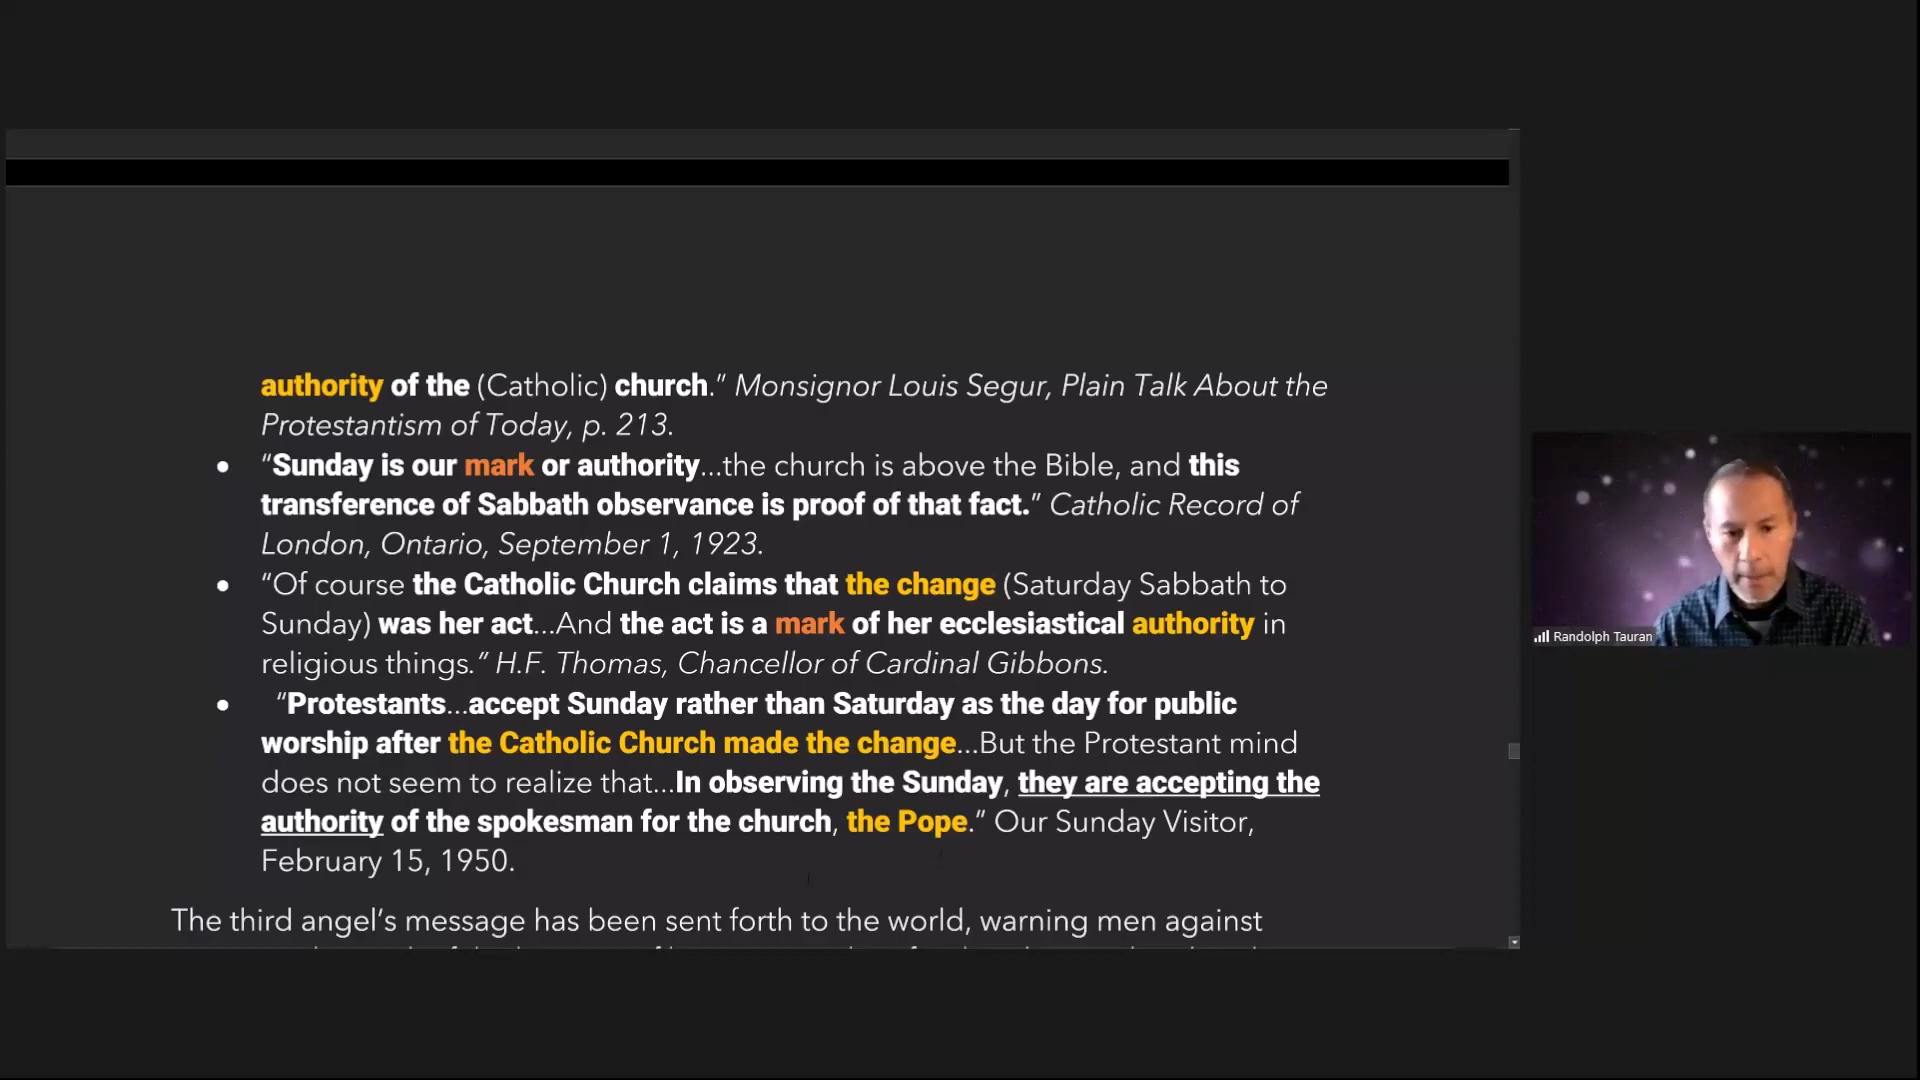 authority of the (Catholic) church.” Monsignor Louis Segur, Plain Talk About the
Protestantism of Today, p. 213.
• “Sunday is our mark or authority...the church is above the Bible, and this
transference of Sabbath observance is proof of that fact.” Catholic Record of
London, Ontario, September 1, 1923.
• “Of course the Catholic Church claims that the change (Saturday Sabbath to
Sunday) was her act...And the act is a mark of her ecclesiastical authority in
religious things.” H.F. Thomas, Chancellor of Cardinal Gibbons.
• “Protestants...accept Sunday rather than Saturday as the day for public
worship after the Catholic Church made the change...But the Protestant mind
does not seem to realize that...In observing the Sunday, they are accepting the
authority of the spokesman for the church, the Pope.” Our Sunday Visitor,
February 15, 1950.
The third angel’s message has been sent forth to the world, warning men against
Randolph Tauran